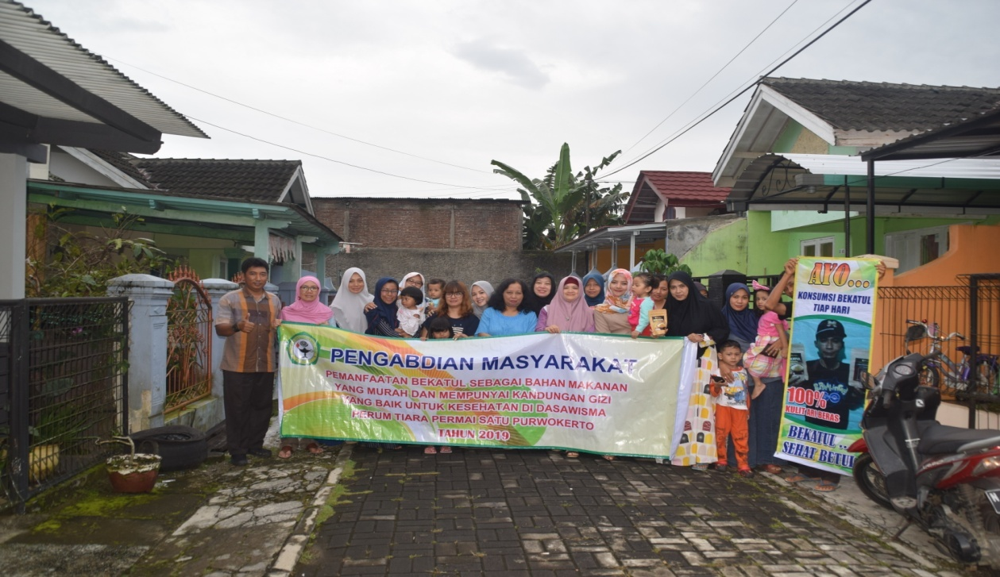 PENGABDIAN MASYARAKAT
PEMANFAATAN BEKATUL SEBAGAI BAHAN MAKANAN
YANG MURAH DAN MEMPUNYAI KANDUNGAN GIZI
YANG BAIK UNTUK KESEHATAN DI DASAWISMA
PERUM TIARA PERMAI SATU PURWOKERTO
TAHUN 2019
AYO...
KONSUMSI BEKATUL
TIAP HARI
100%
KULIT ARI BERAS
BEKATUL...
SEHAT BETUL